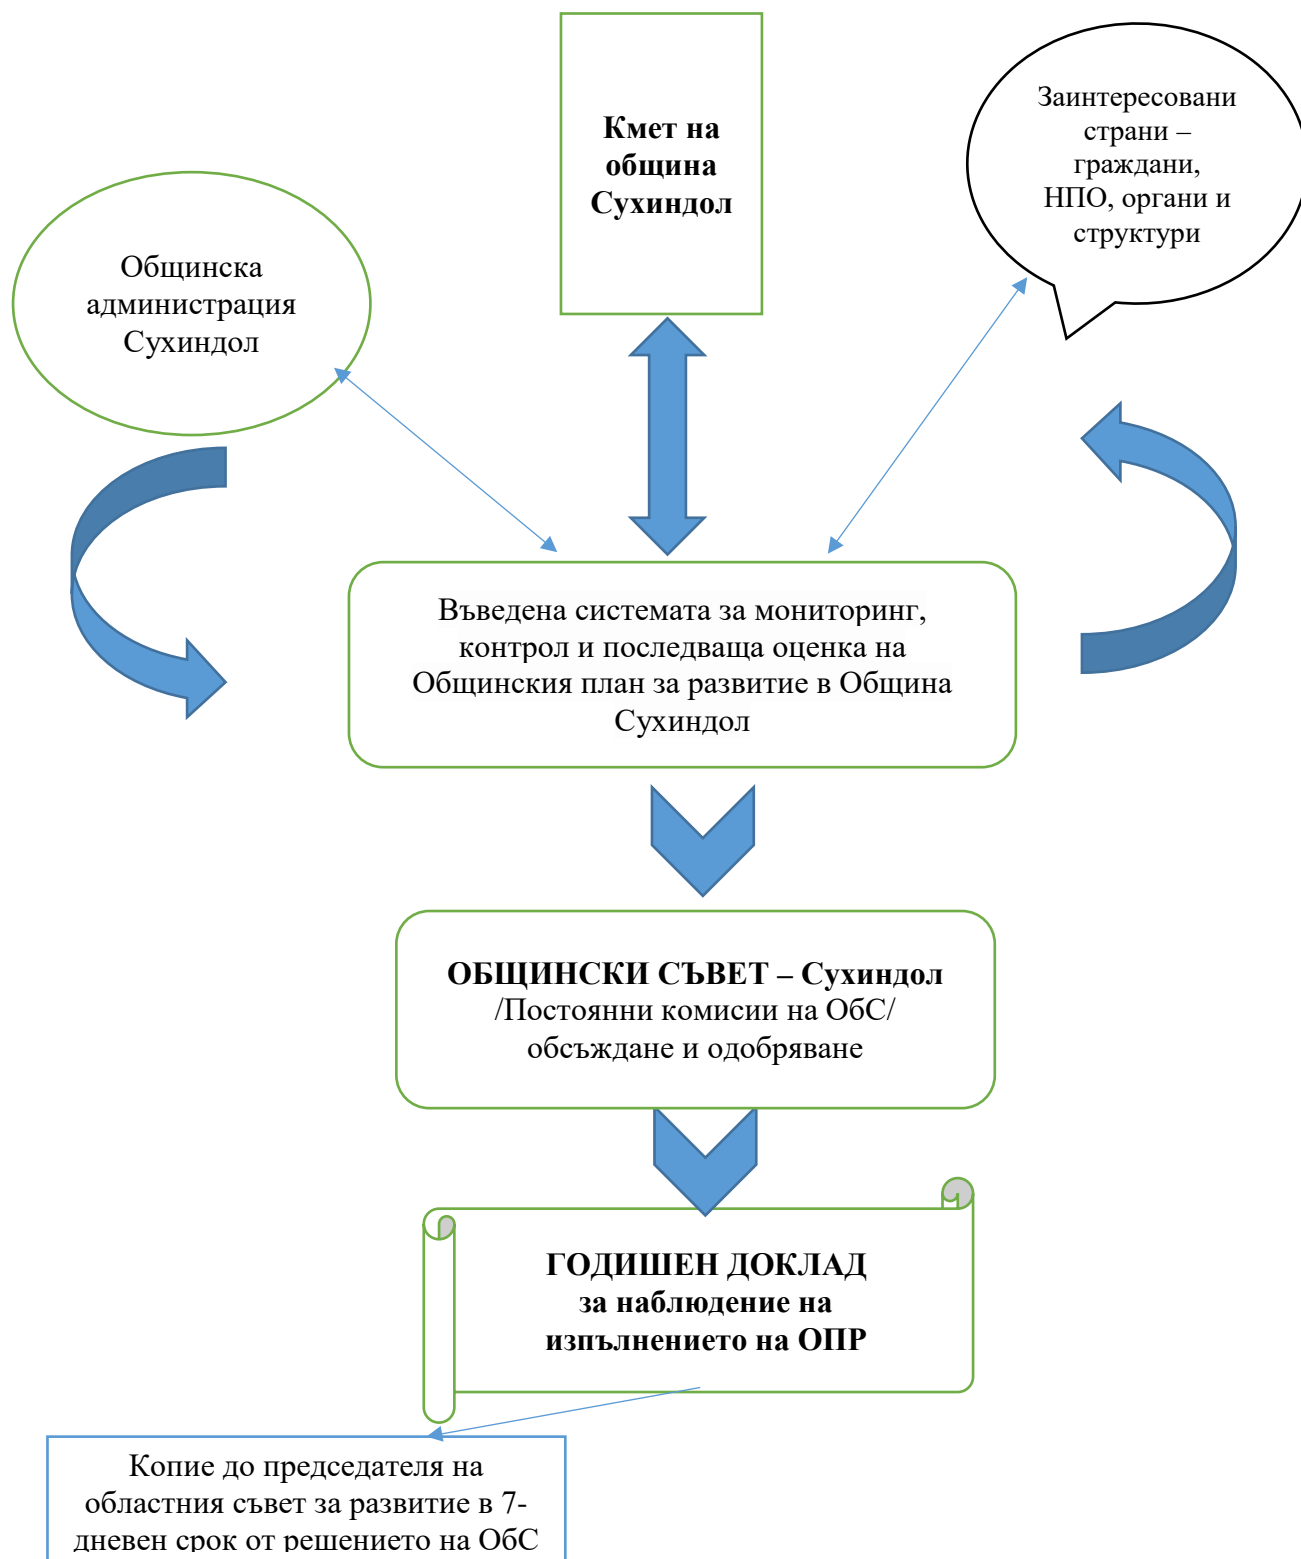 Кмет на
община
Сухиндол
Заинтересовани
страни –
граждани,
НПО, органи и
структури
Общинска
администрация
Сухиндол
Въведена системата за мониторинг,
контрол и последваща оценка на
Общинския план за развитие в Община
Сухиндол
ОБЩИНСКИ СЪВЕТ – Сухиндол
/Постоянни комисии на ОбС/
обсъждане и одобряване
ГОДИШЕН ДОКЛАД
за наблюдение на
изпълнението на ОПР
Копие до председателя на
областния съвет за развитие в 7-
дневен срок от решението на ОбС